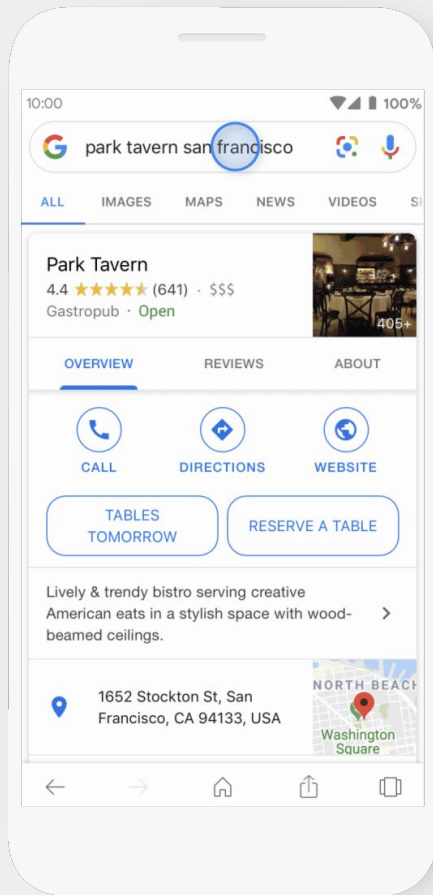 10:00 100%
park tavern san francisco
ALL IMAGES MAPS NEWS VIDEOS
Park Tavern
4.4 (641) · $$$
Gastropub · Open
405+
OVERVIEW REVIEWS ABOUT
CALL DIRECTIONS WEBSITE
TABLES
TOMORROW
RESERVE A TABLE
Lively & trendy bistro serving creative
American eats in a stylish space with wood-
beamed ceilings.
1652 Stockton St, San
Francisco, CA 94133, USA
NORTH BEACH
Washington
Square